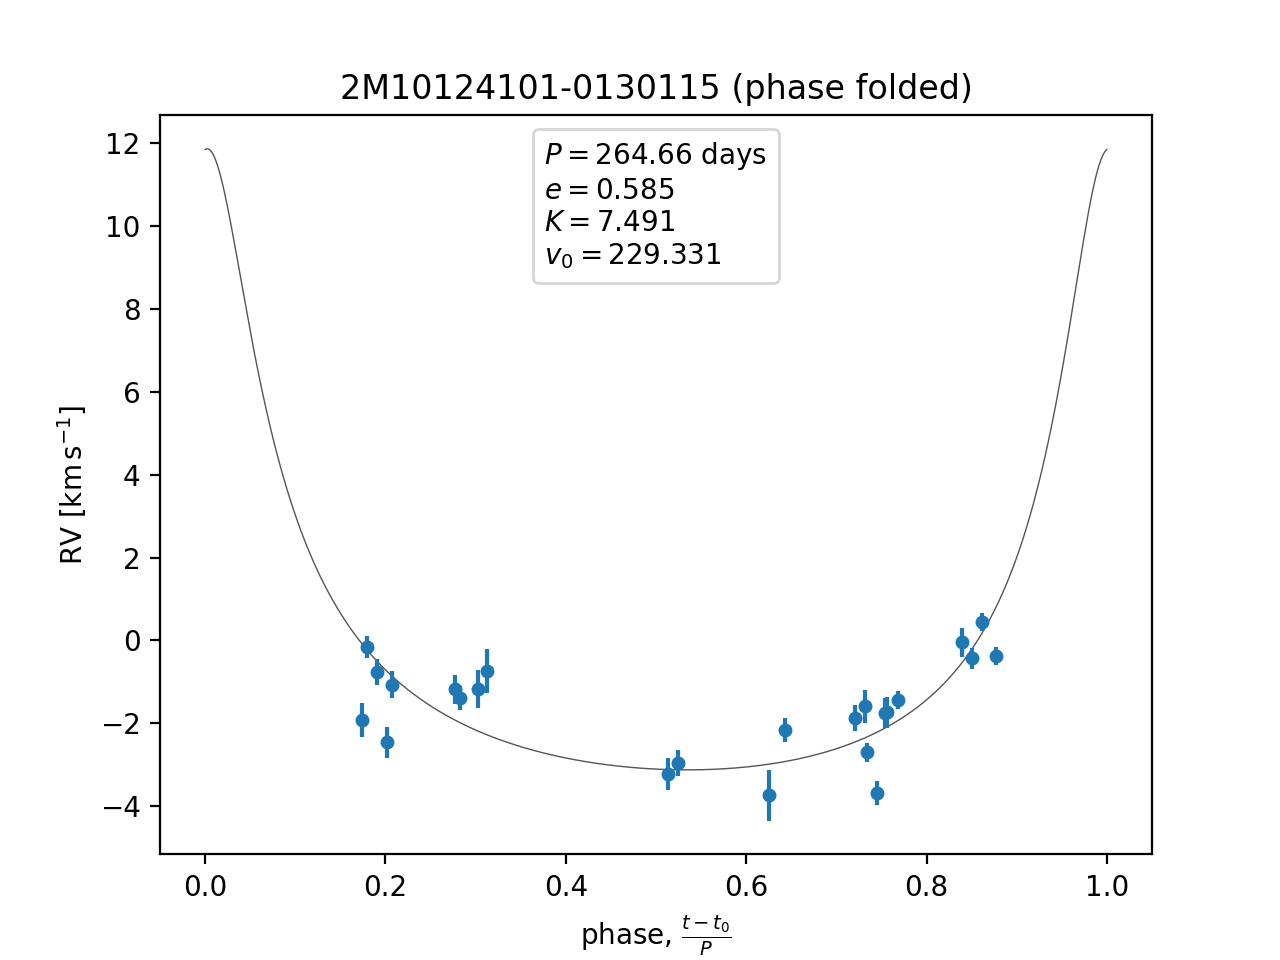 2M10124101-0130115 (phase folded)
P = 264.66 days
e = 0.585
K = 7.491
v₀ = 229.331
12
10
8
6
4
2
0
−2
−4
RV [km s⁻¹]
0.0 0.2 0.4 0.6 0.8 1.0
phase, (t − t₀)/P